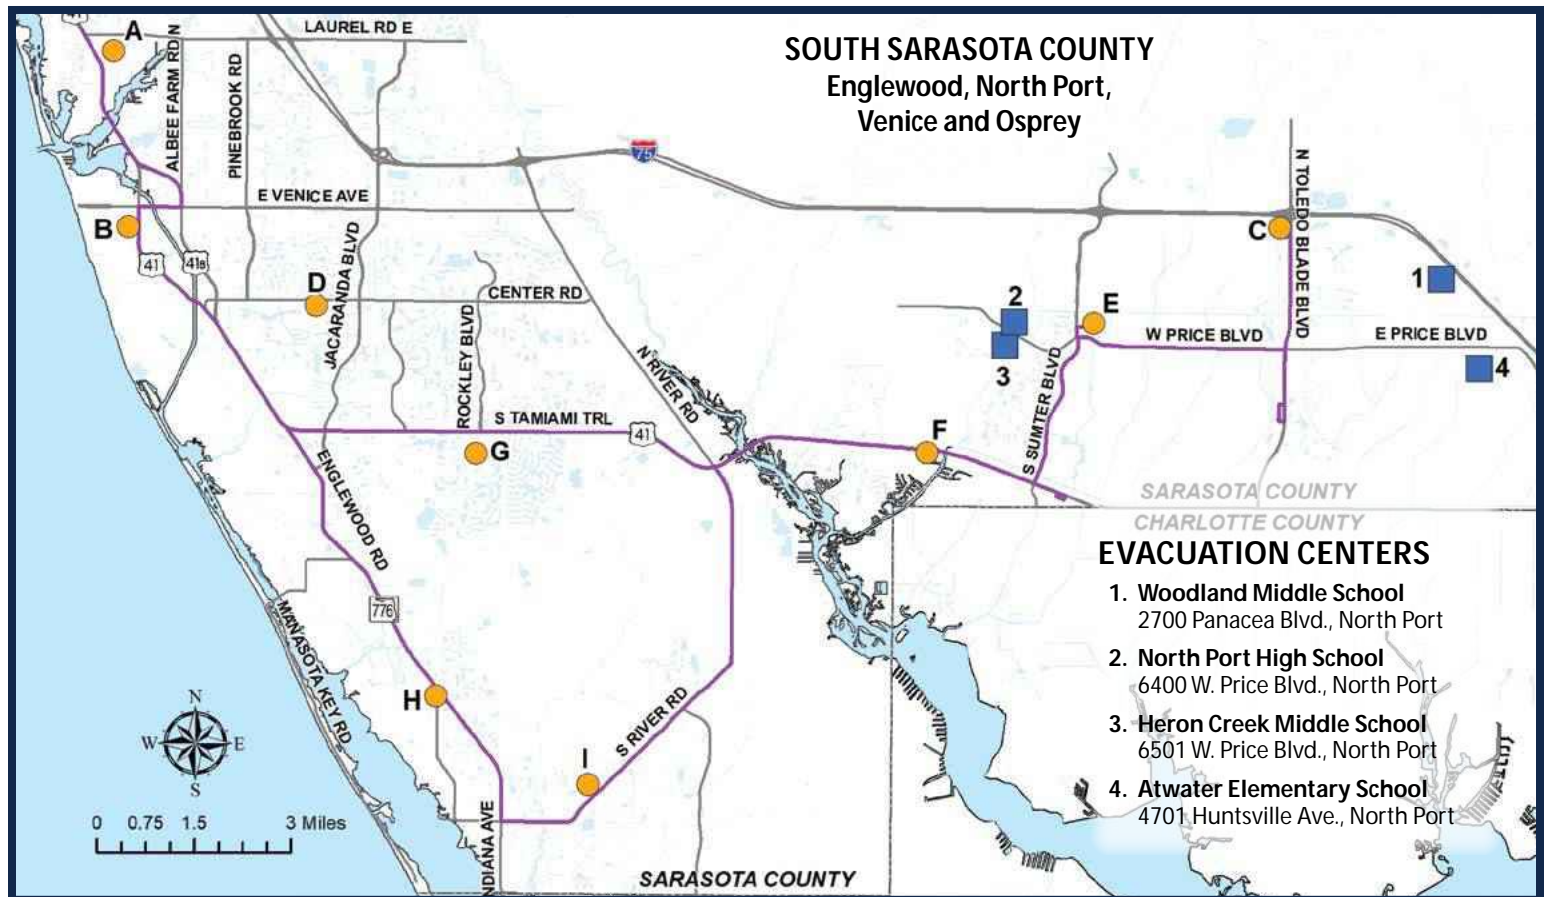 41
A
LAUREL RD E
ALBEE FARM RD N
PINEBROOK RD
SOUTH SARASOTA COUNTY
Englewood, North Port,
Venice and Osprey
75
N TOLEDO BLADE BLVD
E VENICE AVE
B
C
41
41B
JACARANDA BLVD
D
CENTER RD
1
2
E
ROCKLEY BLVD
N RIVER RD
W PRICE BLVD
E PRICE BLVD
3
4
S SUMTER BLVD
S TAMIAMI TRL
41
F
G
ENGLEWOOD RD
SARASOTA COUNTY
CHARLOTTE COUNTY
EVACUATION CENTERS
1. Woodland Middle School
2700 Panacea Blvd., North Port
2. North Port High School
6400 W. Price Blvd., North Port
3. Heron Creek Middle School
6501 W. Price Blvd., North Port
4. Atwater Elementary School
4701 Huntsville Ave., North Port
776
MANASOTA KEY RD
H
S RIVER RD
I
N
W E
S
0 0.75 1.5 3 Miles
INDIANA AVE
SARASOTA COUNTY